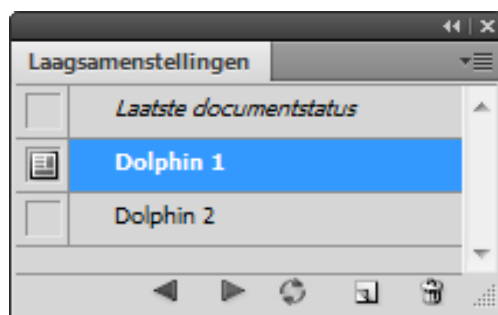 Laagsamenstellingen
Laatste documentstatus
Dolphin 1
Dolphin 2